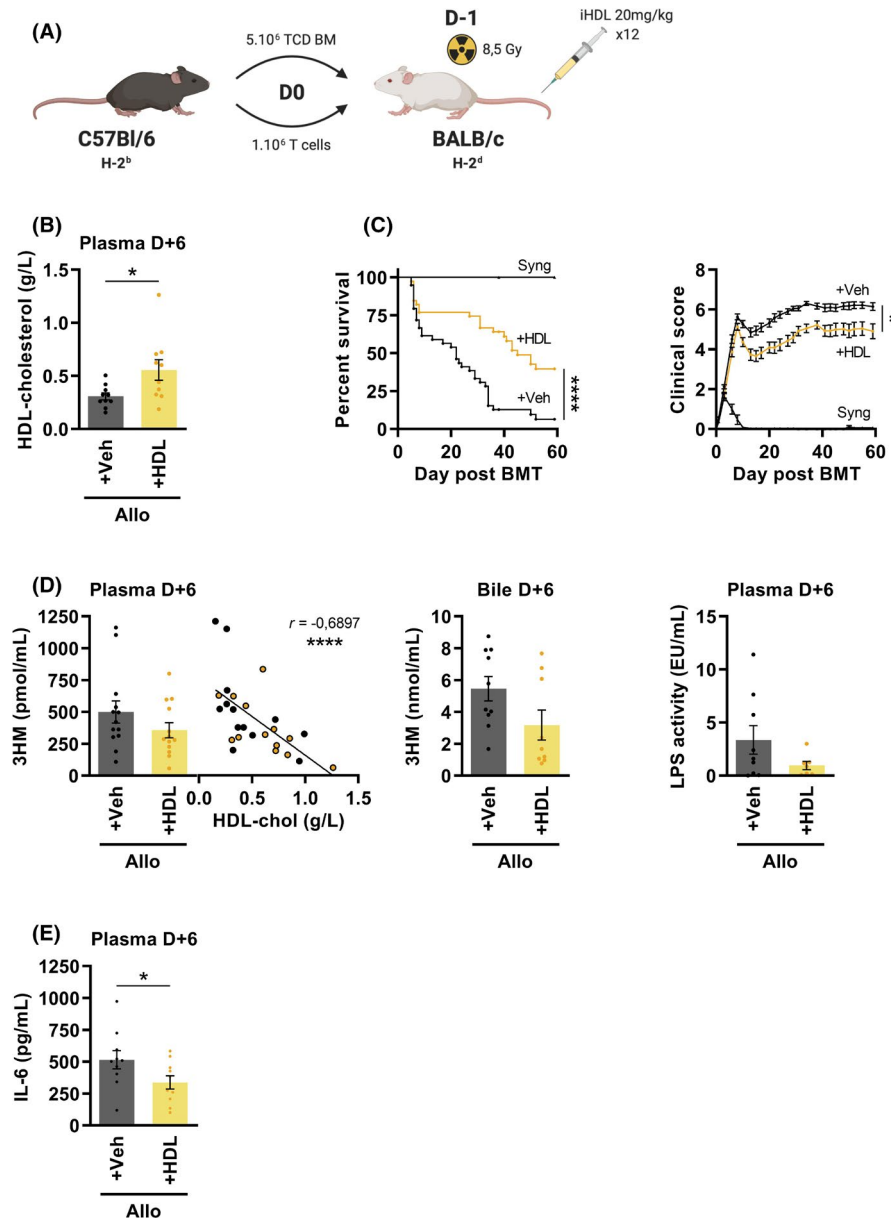 (A)
5.10⁶ TCD BM
D0
1.10⁶ T cells
C57Bl/6
H-2ᵇ
D-1
8,5 Gy
iHDL 20mg/kg
x12
BALB/c
H-2ᵈ
(B)
Plasma D+6
HDL-cholesterol (g/L)
1.5
1.0
0.5
0.0
*
+Veh
+HDL
Allo
(C)
Percent survival
100
75
50
25
0
0 20 40 60
Day post BMT
Syng
+HDL
+Veh
****
Clinical score
8
6
4
2
0
0 20 40 60
Day post BMT
+Veh
+HDL
Syng
(D)
Plasma D+6
3HM (pmol/mL)
1250
1000
750
500
250
0
+Veh
+HDL
Allo
r = -0,6897
****
0.0 0.5 1.0 1.5
HDL-chol (g/L)
Bile D+6
3HM (nmol/mL)
10
8
6
4
2
0
+Veh
+HDL
Allo
Plasma D+6
LPS activity (EU/mL)
15
10
5
0
+Veh
+HDL
Allo
(E)
Plasma D+6
IL-6 (pg/mL)
1250
1000
750
500
250
0
*
+Veh
+HDL
Allo